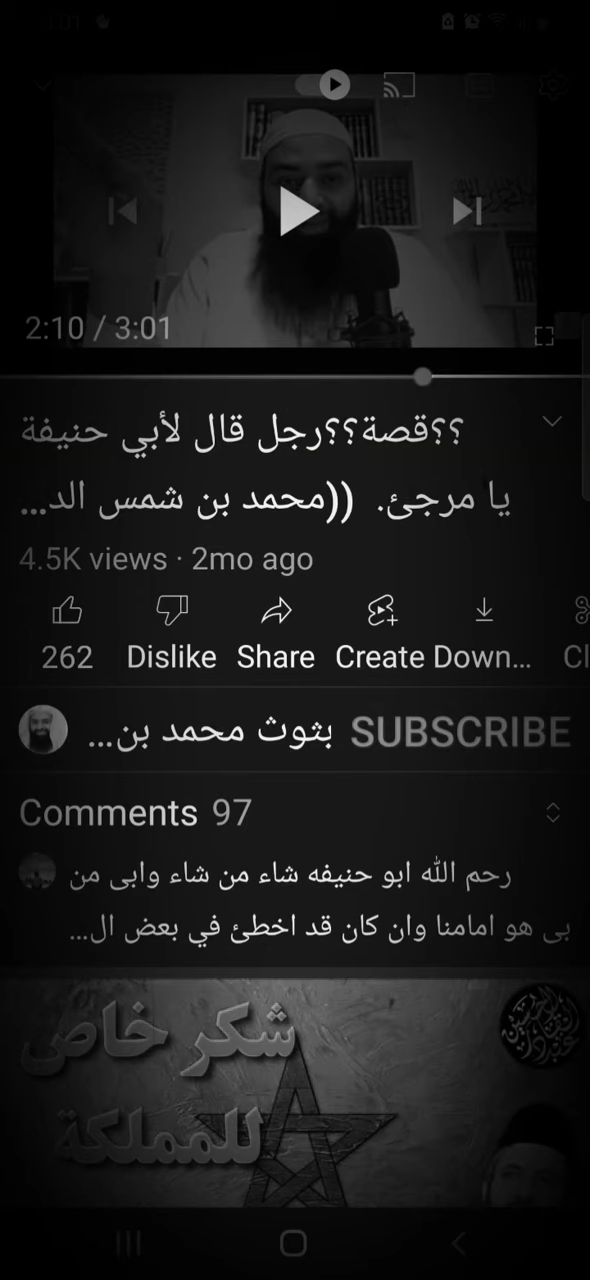 2:10 / 3:01
؟؟قصة؟؟رجل قال لأبي حنيفة
يا مرجئ. ((محمد بن شمس الد...
4.5K views · 2mo ago
262 Dislike Share Create Down... Cl
بثوث محمد بن... SUBSCRIBE
Comments 97
رحم الله ابو حنيفه شاء من شاء وابى من
بى هو امامنا وان كان قد اخطئ في بعض ال...
شكر خاص
للمملكة